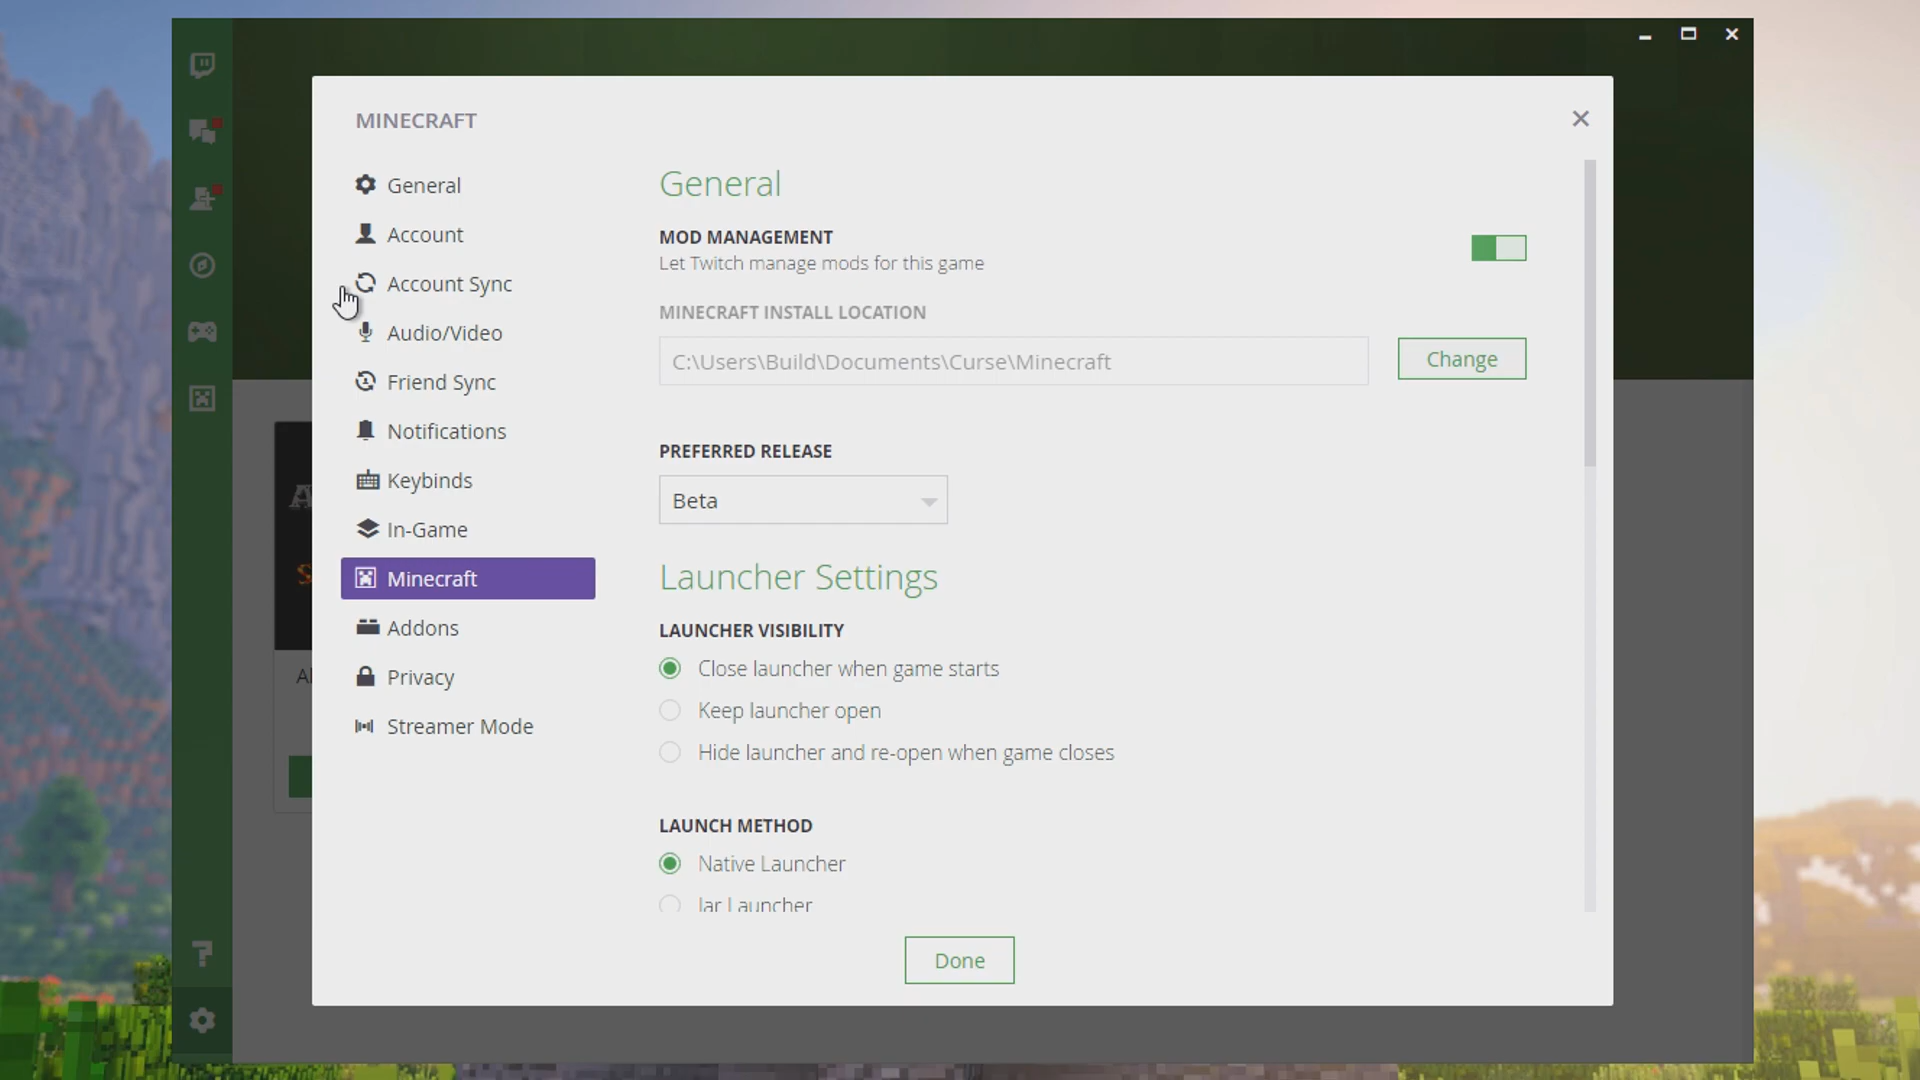 MINECRAFT
General
Account
Account Sync
Audio/Video
Friend Sync
Notifications
Keybinds
In-Game
Minecraft
Addons
Privacy
Streamer Mode
General
MOD MANAGEMENT
Let Twitch manage mods for this game
MINECRAFT INSTALL LOCATION
C:\Users\Build\Documents\Curse\Minecraft
Change
PREFERRED RELEASE
Beta
Launcher Settings
LAUNCHER VISIBILITY
Close launcher when game starts
Keep launcher open
Hide launcher and re-open when game closes
LAUNCH METHOD
Native Launcher
Jar Launcher
Done